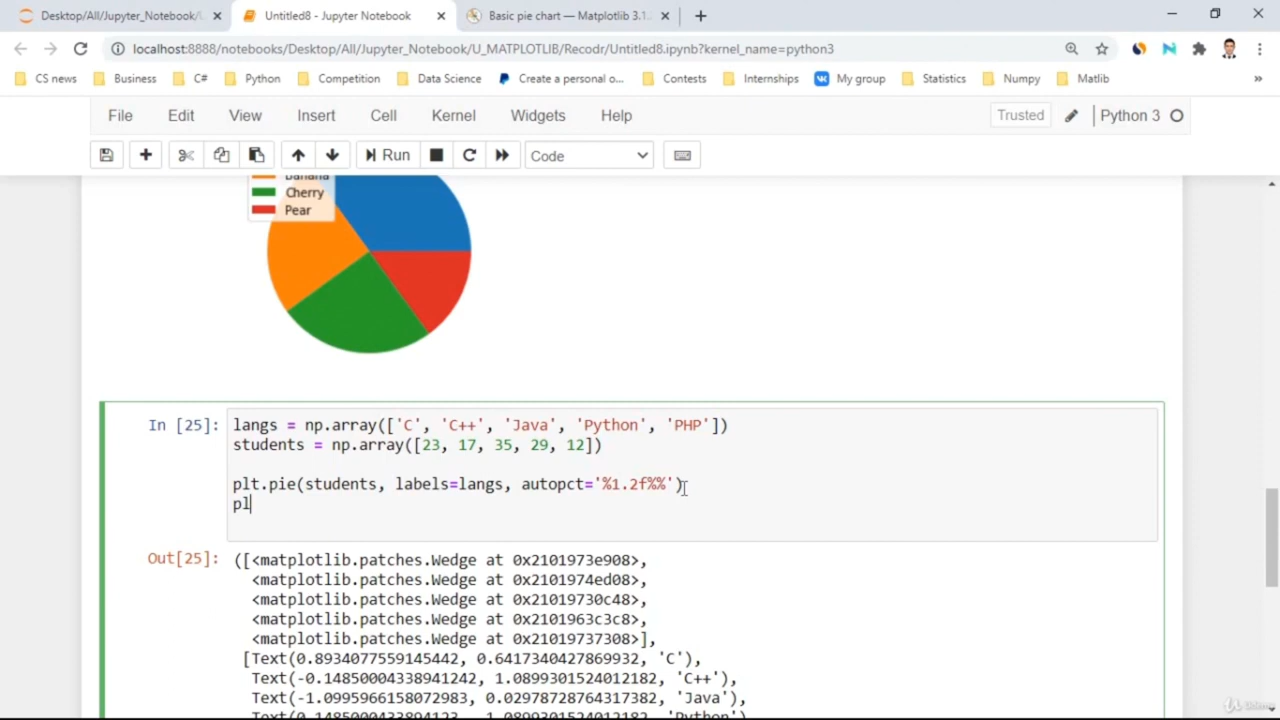 Desktop/All/Jupyter_Notebook/
Untitled8 - Jupyter Notebook
Basic pie chart — Matplotlib 3.1.
localhost:8888/notebooks/Desktop/All/Jupyter_Notebook/U_MATPLOTLIB/Recodr/Untitled8.ipynb?kernel_name=python3
CS news Business C# Python Competition Data Science Create a personal o... Contests Internships My group Statistics Numpy Matlib »
File Edit View Insert Cell Kernel Widgets Help
Trusted Python 3
Run Code
Banana
Cherry
Pear
In [25]:
langs = np.array(['C', 'C++', 'Java', 'Python', 'PHP'])
students = np.array([23, 17, 35, 29, 12])
plt.pie(students, labels=langs, autopct='%1.2f%%')
pl
Out[25]:
([<matplotlib.patches.Wedge at 0x2101973e908>,
<matplotlib.patches.Wedge at 0x2101974ed08>,
<matplotlib.patches.Wedge at 0x21019730c48>,
<matplotlib.patches.Wedge at 0x2101963c3c8>,
<matplotlib.patches.Wedge at 0x21019737308>],
[Text(0.8934077559145442, 0.6417340427869932, 'C'),
Text(-0.14850004338941242, 1.0899301524012182, 'C++'),
Text(-1.0995966158072983, 0.02978728764317382, 'Java'),